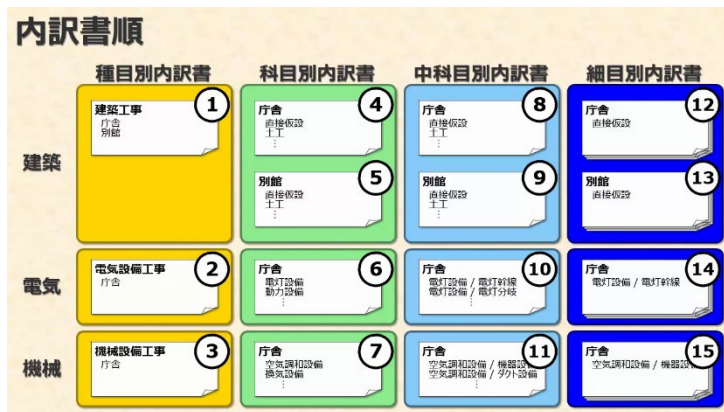 内訳書順
種目別内訳書 科目別内訳書 中科目別内訳書 細目別内訳書
建築
建築工事 1
庁舎
別館
庁舎 4
直接仮設
土工
⋮
別館 5
直接仮設
土工
⋮
庁舎 8
直接仮設
土工
⋮
別館 9
直接仮設
土工
⋮
庁舎 12
直接仮設
別館 13
直接仮設
電気
電気設備工事 2
庁舎
庁舎 6
電灯設備
動力設備
⋮
庁舎 10
電灯設備 / 電灯幹線
電灯設備 / 電灯分岐
⋮
庁舎 14
電灯設備 / 電灯幹線
機械
機械設備工事 3
庁舎
庁舎 7
空気調和設備
換気設備
⋮
庁舎 11
空気調和設備 / 機器設備
空気調和設備 / ダクト設備
⋮
庁舎 15
空気調和設備 / 機器設備